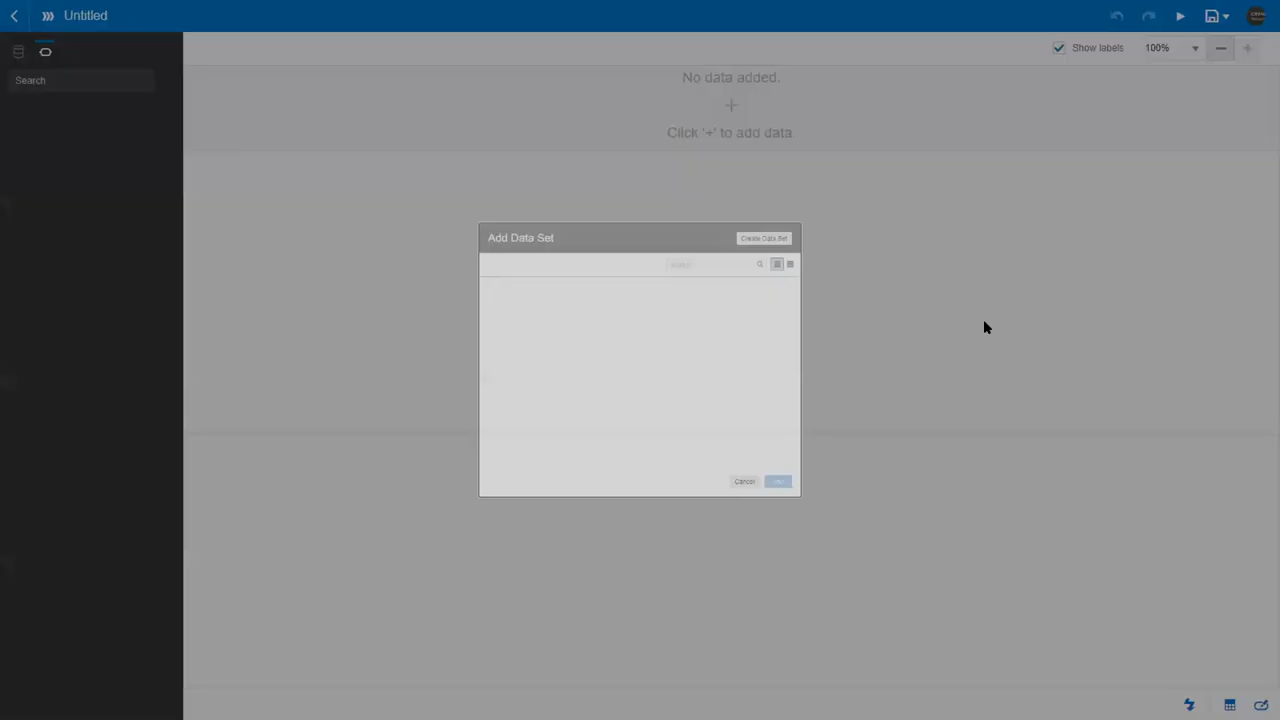 Untitled
Show labels
100%
Search
No data added.
+
Click '+' to add data
Add Data Set
Create Data Set
Cancel